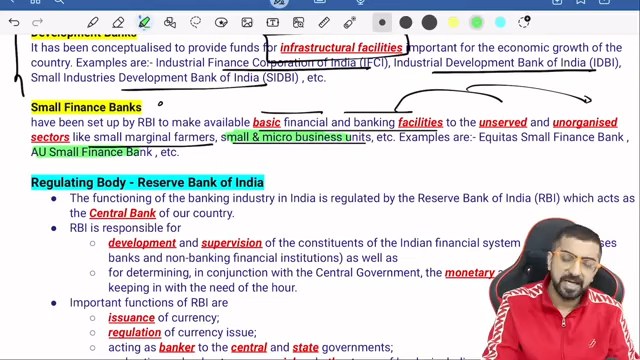 Development Banks
It has been conceptualised to provide funds for infrastructural facilities important for the economic growth of the
country. Examples are:- Industrial Finance Corporation of India (IFCI), Industrial Development Bank of India (IDBI),
Small Industries Development Bank of India (SIDBI) , etc.
Small Finance Banks
have been set up by RBI to make available basic financial and banking facilities to the unserved and unorganised
sectors like small marginal farmers, small & micro business units, etc. Examples are:- Equitas Small Finance Bank,
AU Small Finance Bank, etc.
Regulating Body - Reserve Bank of India
● The functioning of the banking industry in India is regulated by the Reserve Bank of India (RBI) which acts as
the Central Bank of our country.
● RBI is responsible for
○ development and supervision of the constituents of the Indian financial system
banks and non-banking financial institutions) as well as
○ for determining, in conjunction with the Central Government, the monetary
keeping in with the need of the hour.
● Important functions of RBI are
○ issuance of currency;
○ regulation of currency issue;
○ acting as banker to the central and state governments;